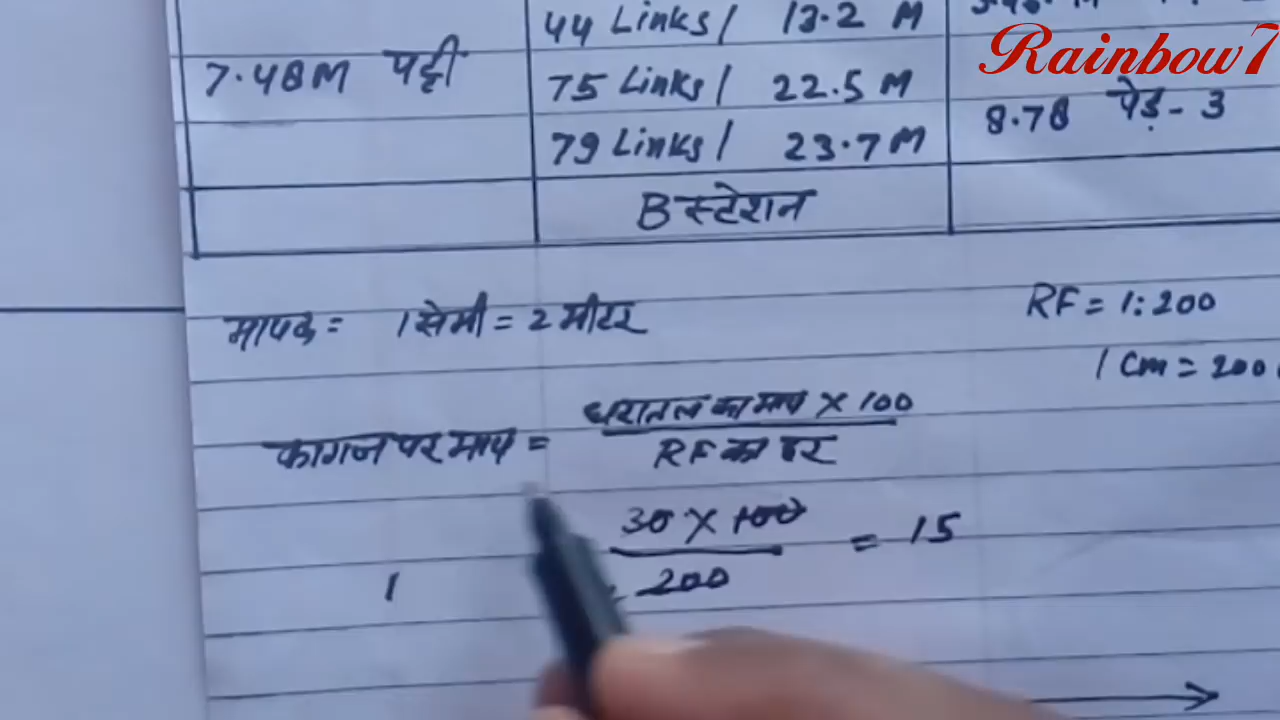 44 Links / 13.2 M
Rainbow7
7.48M पट्टी 75 Links / 22.5 M
8.78 पेड़ - 3
79 Links / 23.7 M
B स्टेशन
मापक = 1 सेमी = 2 मीटर RF = 1:200
1 Cm = 200
कागज पर माप = धरातल का माप X 100
RF का हर
30 X 100
200
= 15
1